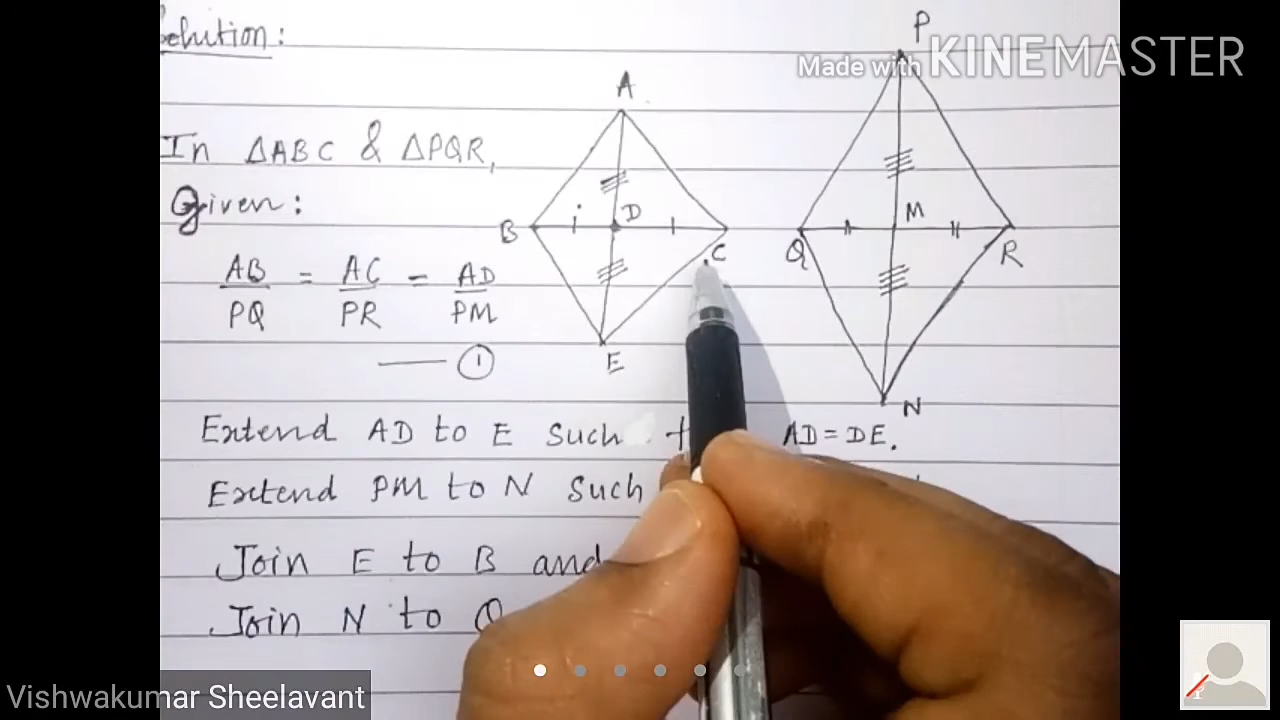 Solution:
P
Made with KINEMASTER
A
In ΔABC & ΔPQR,
Given:
B D C
Q M R
AB/PQ = AC/PR = AD/PM
—— ①
E
N
Extend AD to E Such AD = DE.
Extend PM to N Such
Join E to B and
Join N to Q
Vishwakumar Sheelavant